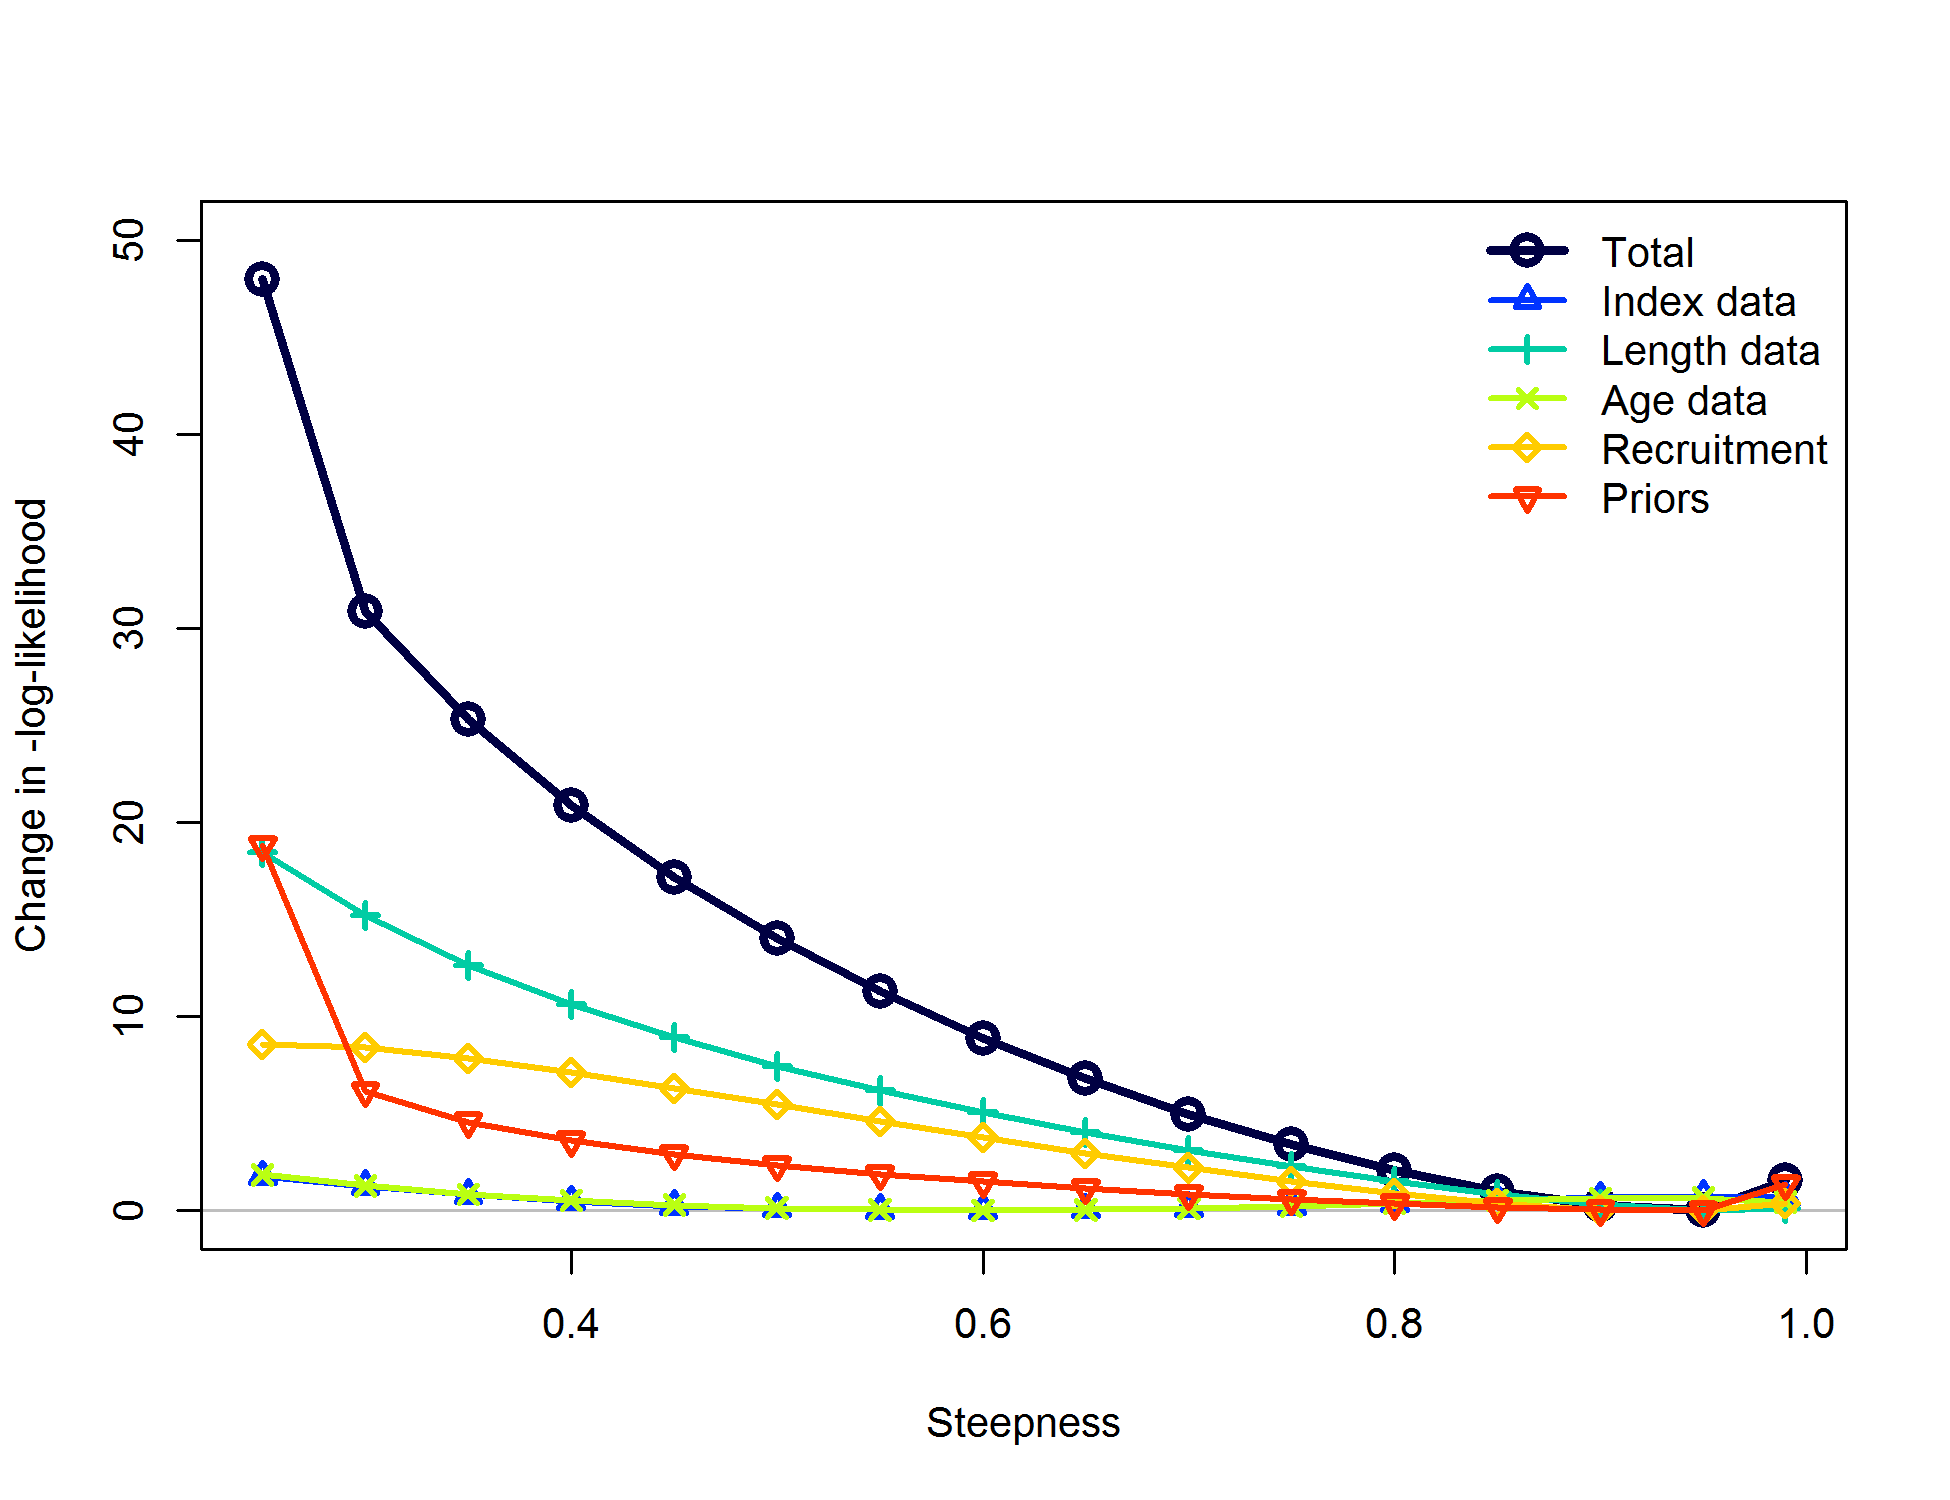 50
40
30
20
10
0
Change in -log-likelihood
Total
Index data
Length data
Age data
Recruitment
Priors
0.4
0.6
0.8
1.0
Steepness